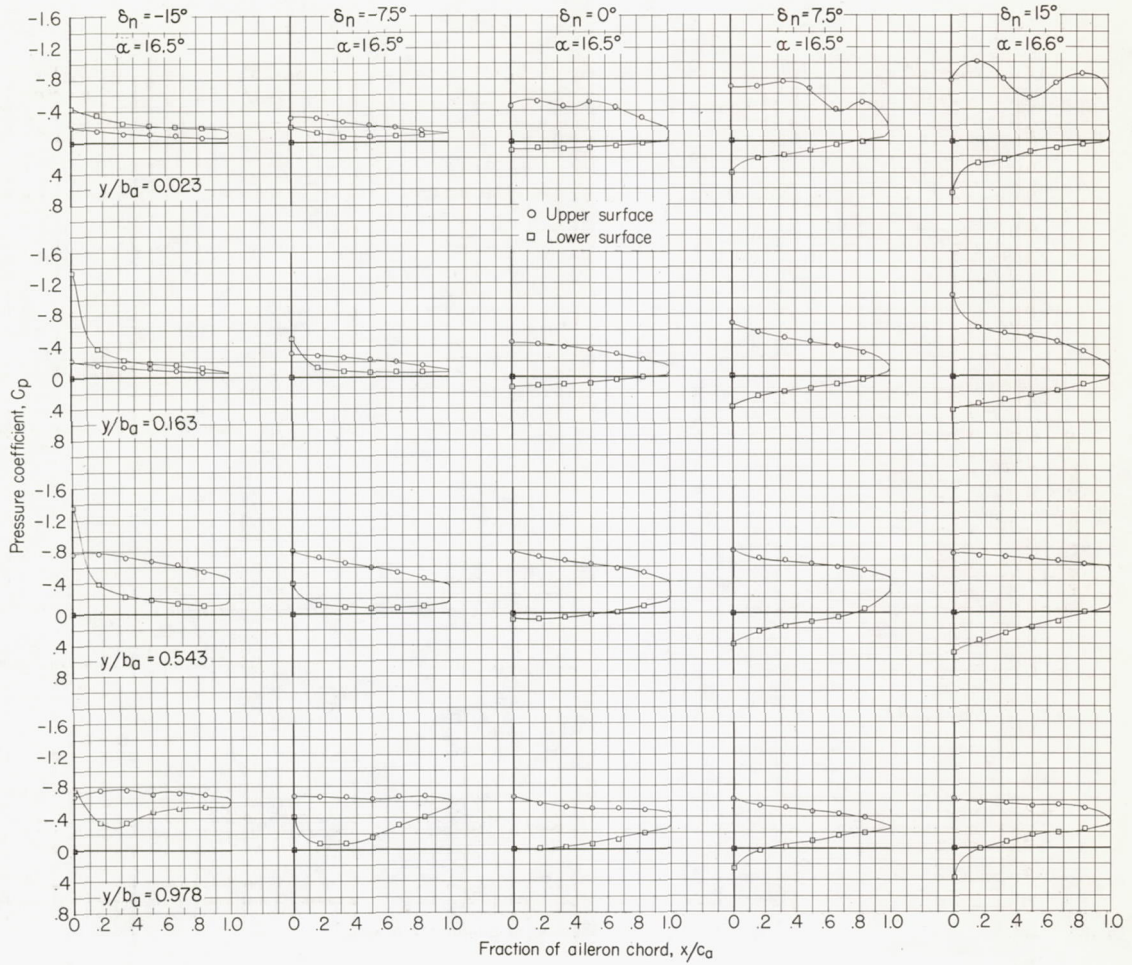 δn = -15° δn = -7.5° δn = 0° δn = 7.5° δn = 15°
α = 16.5° α = 16.5° α = 16.5° α = 16.5° α = 16.6°
-1.6
-1.2
-.8
-.4
0
.4
.8
y/ba = 0.023
○ Upper surface
□ Lower surface
-1.6
-1.2
-.8
-.4
0
.4
.8
y/ba = 0.163
Pressure coefficient, Cp
-1.6
-1.2
-.8
-.4
0
.4
.8
y/ba = 0.543
-1.6
-1.2
-.8
-.4
0
.4
.8
y/ba = 0.978
0 .2 .4 .6 .8 1.0 0 .2 .4 .6 .8 1.0 0 .2 .4 .6 .8 1.0 0 .2 .4 .6 .8 1.0 0 .2 .4 .6 .8 1.0
Fraction of aileron chord, x/ca